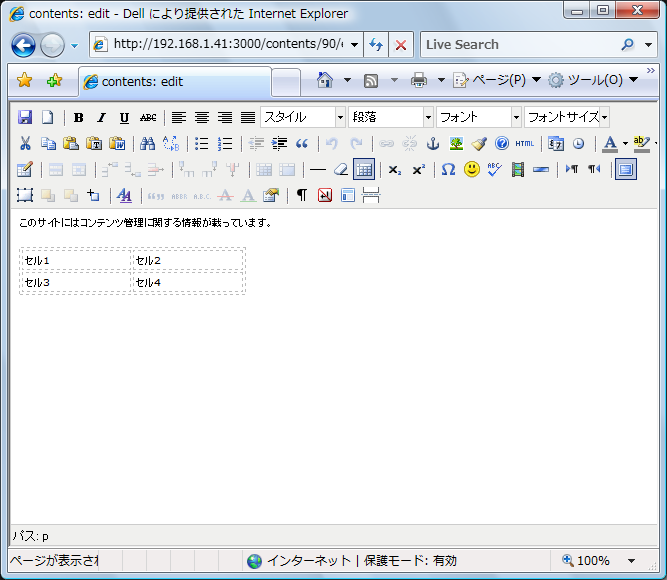 contents: edit - Dell により提供された Internet Explorer
http://192.168.1.41:3000/contents/90/e
Live Search
contents: edit
ページ(P)
ツール(O)
B I U ABC スタイル 段落 フォント フォントサイズ
HTML
このサイトにはコンテンツ管理に関する情報が載っています。
セル1 セル2
セル3 セル4
パス: p
ページが表示され インターネット | 保護モード: 有効 100%